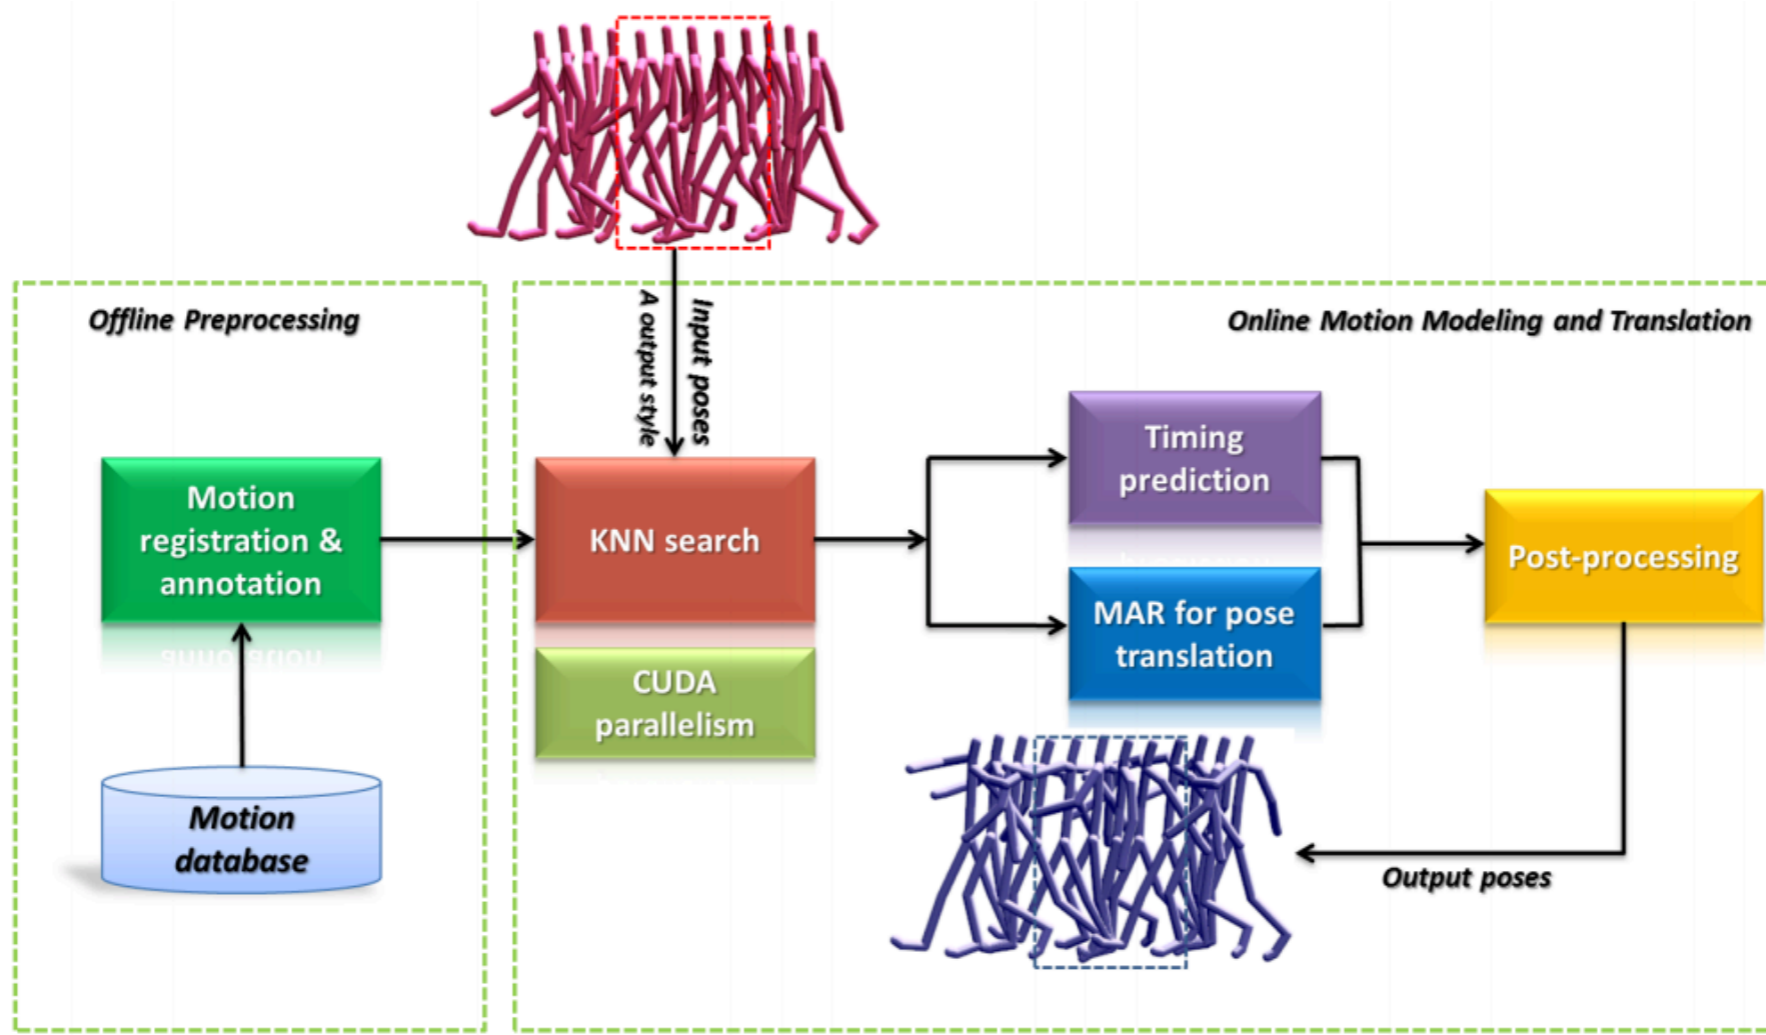 Offline Preprocessing
A output style
Input poses
Online Motion Modeling and Translation
Motion
registration &
annotation
KNN search
CUDA
parallelism
Timing
prediction
MAR for pose
translation
Post-processing
Motion
database
Output poses